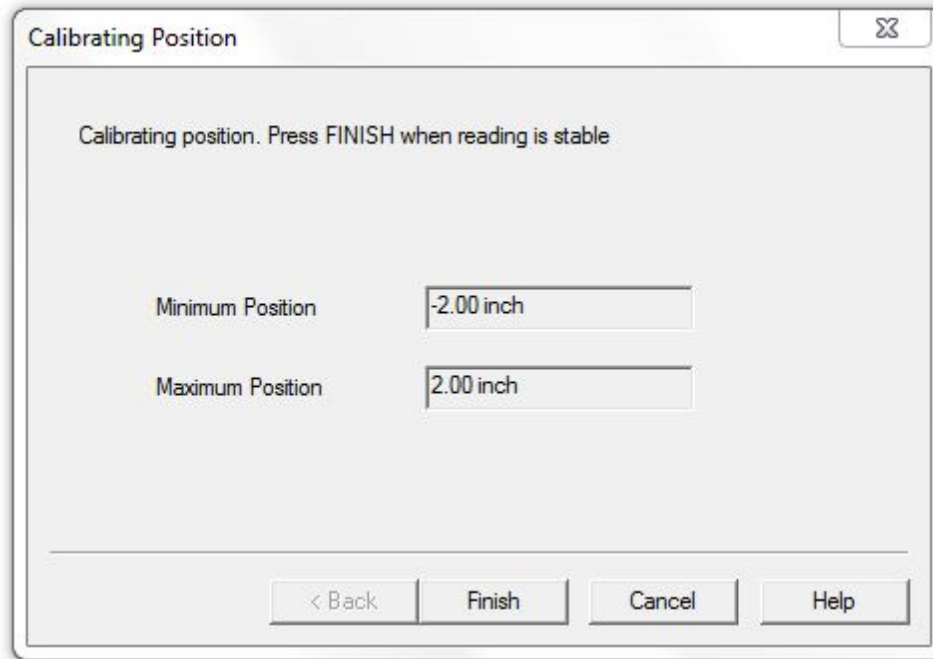 Calibrating Position
Calibrating position. Press FINISH when reading is stable
Minimum Position -2.00 inch
Maximum Position 2.00 inch
< Back Finish Cancel Help